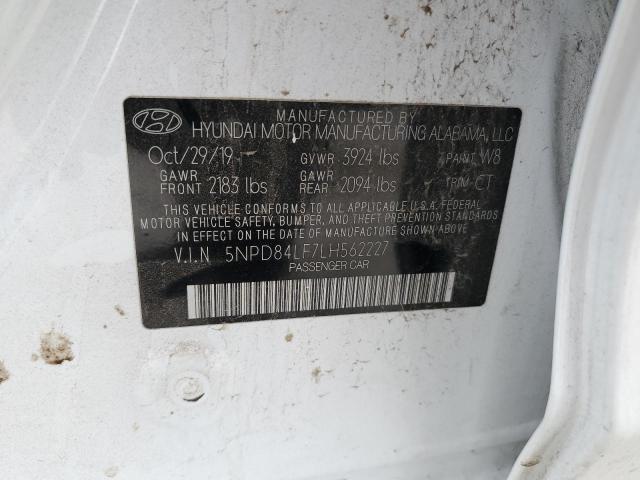 MANUFACTURED BY
HYUNDAI MOTOR MANUFACTURING ALABAMA, LLC
Oct/29/19 GVWR 3924 lbs PAINT W8
GAWR FRONT 2183 lbs GAWR REAR 2094 lbs TRIM CT
THIS VEHICLE CONFORMS TO ALL APPLICABLE U.S.A. FEDERAL
MOTOR VEHICLE SAFETY, BUMPER, AND THEFT PREVENTION STANDARDS
IN EFFECT ON THE DATE OF MANUFACTURE SHOWN ABOVE.
V.I.N 5NPD84LF7LH562227
PASSENGER CAR